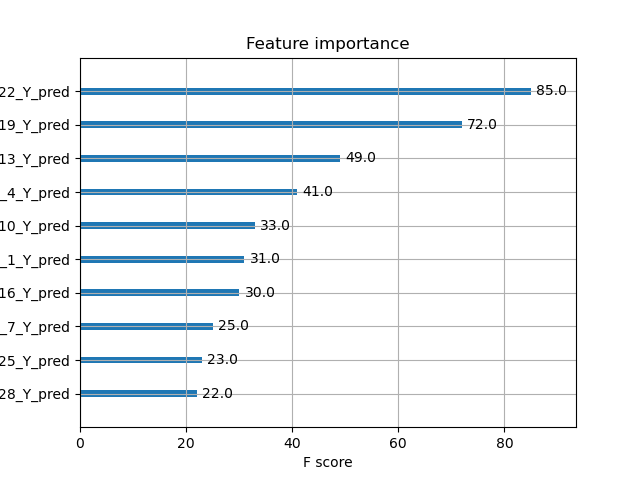 Feature importance
22_Y_pred 85.0
19_Y_pred 72.0
13_Y_pred 49.0
_4_Y_pred 41.0
10_Y_pred 33.0
_1_Y_pred 31.0
16_Y_pred 30.0
_7_Y_pred 25.0
25_Y_pred 23.0
28_Y_pred 22.0
0 20 40 60 80
F score